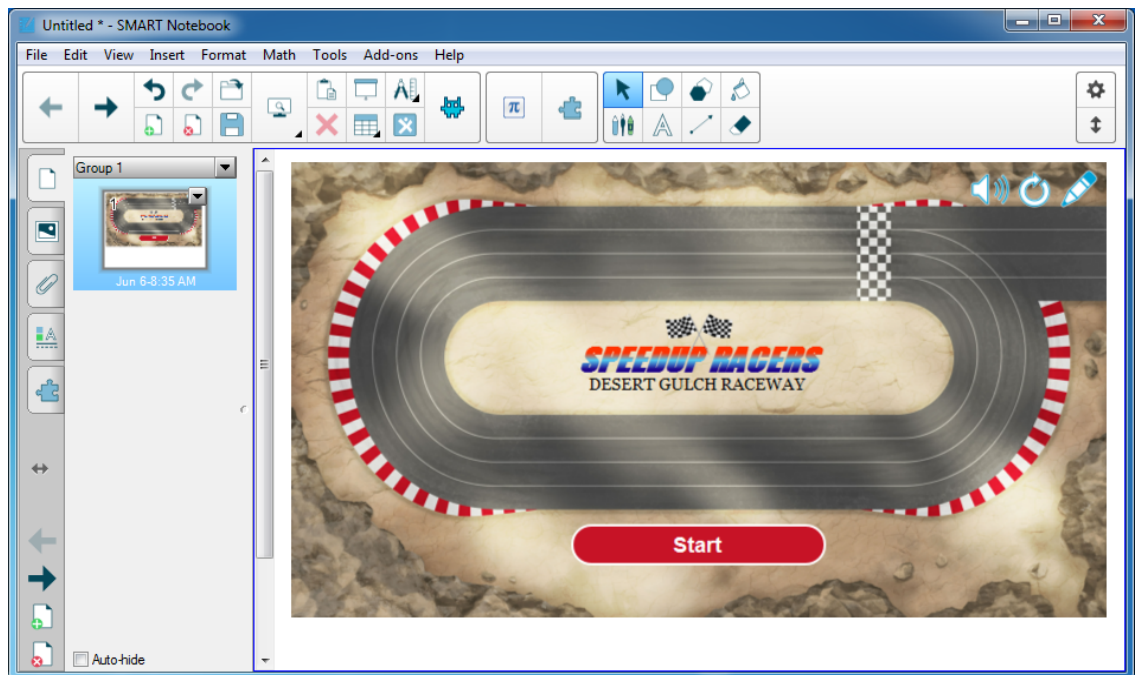 Untitled * - SMART Notebook
File Edit View Insert Format Math Tools Add-ons Help
π
A
Group 1
1
Jun 6-8:35 AM
A
SPEEDUP RACERS
DESERT GULCH RACEWAY
Start
Auto-hide